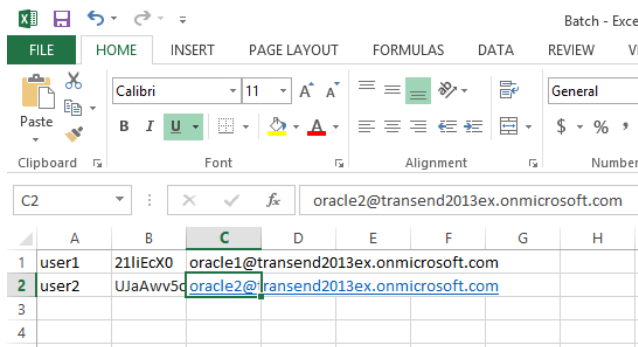 Batch - Exce
FILE HOME INSERT PAGE LAYOUT FORMULAS DATA REVIEW V
Calibri 11 A A General
Paste B I U A $ % ,
Clipboard Font Alignment Number
C2 fx oracle2@transend2013ex.onmicrosoft.com
A B C D E F G H
1 user1 21liEcX0 oracle1@transend2013ex.onmicrosoft.com
2 user2 UJaAwv5c oracle2@transend2013ex.onmicrosoft.com
3
4